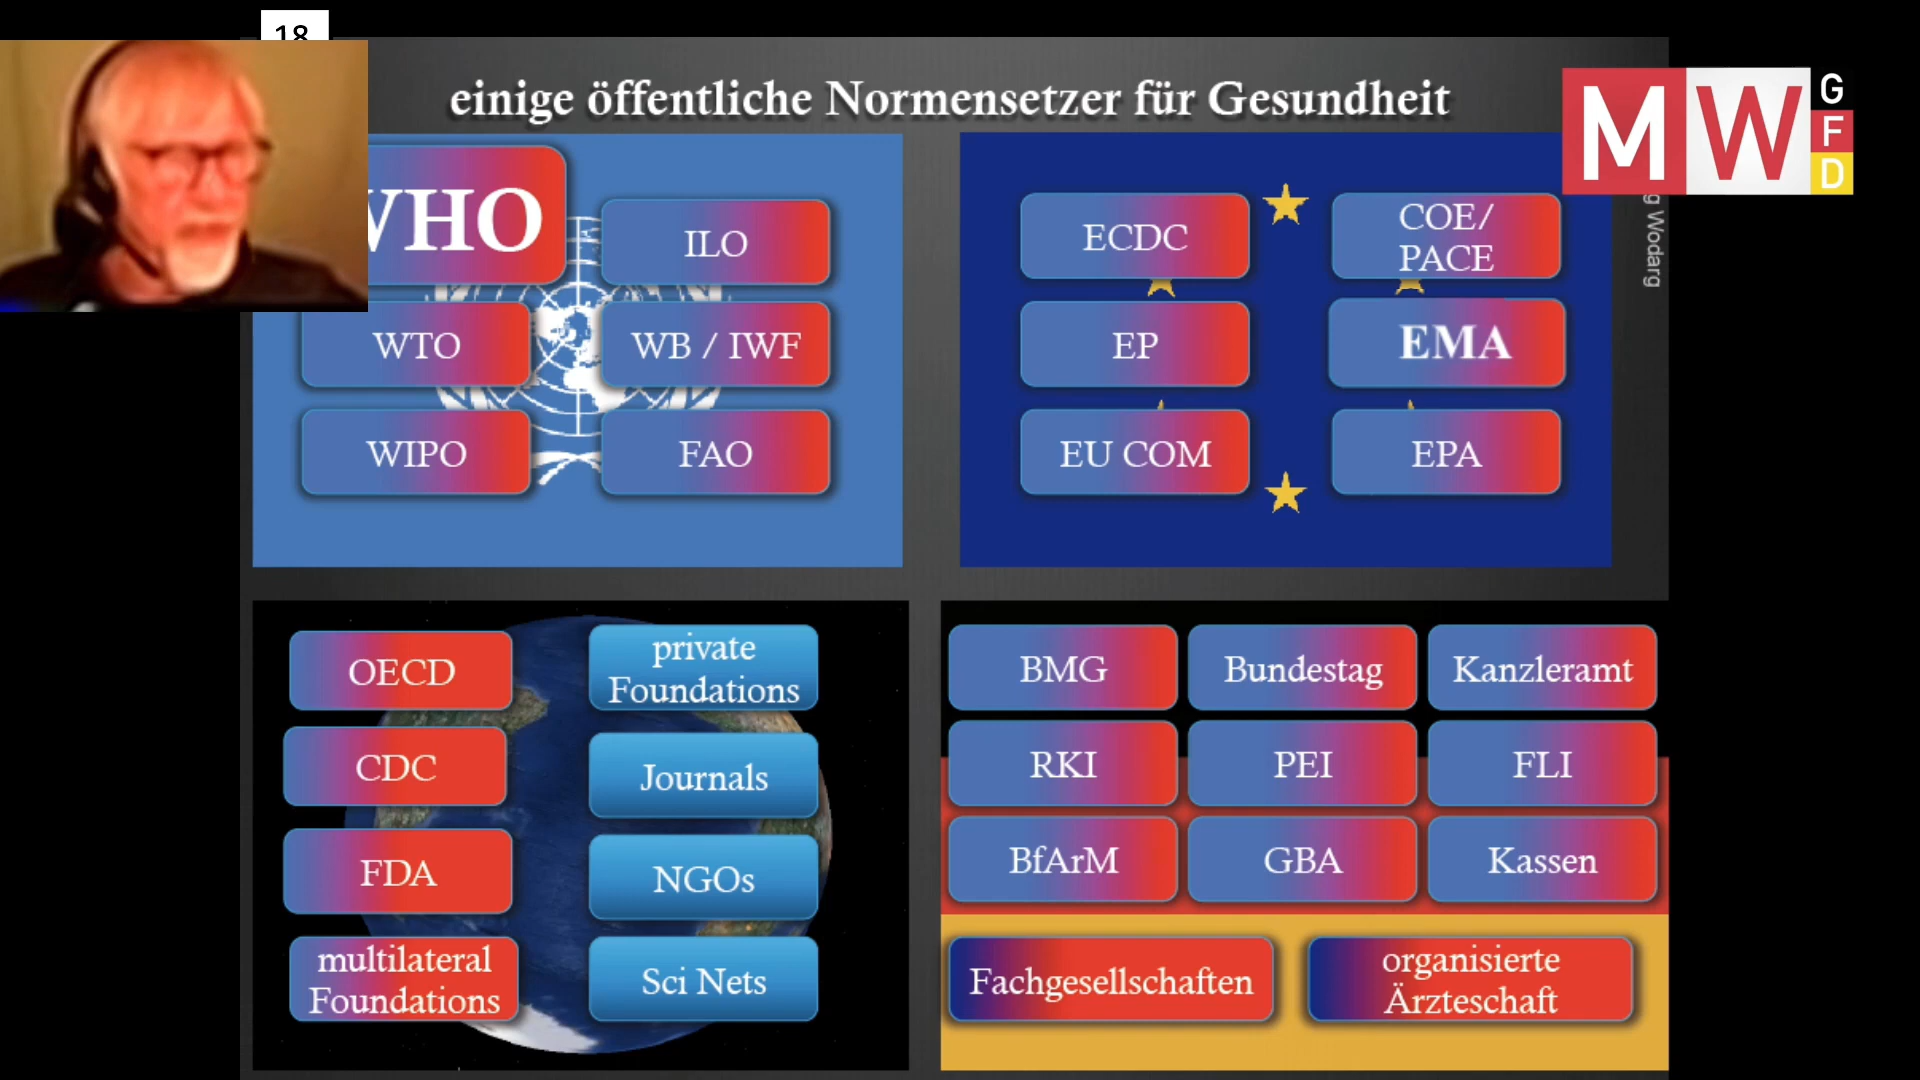 18
einige öffentliche Normensetzer für Gesundheit
MW
G
F
D
g Wodarg
WHO
ILO
WTO
WB / IWF
WIPO
FAO
ECDC
COE/
PACE
EP
EMA
EU COM
EPA
OECD
private
Foundations
CDC
Journals
FDA
NGOs
multilateral
Foundations
Sci Nets
BMG
Bundestag
Kanzleramt
RKI
PEI
FLI
BfArM
GBA
Kassen
Fachgesellschaften
organisierte
Ärzteschaft